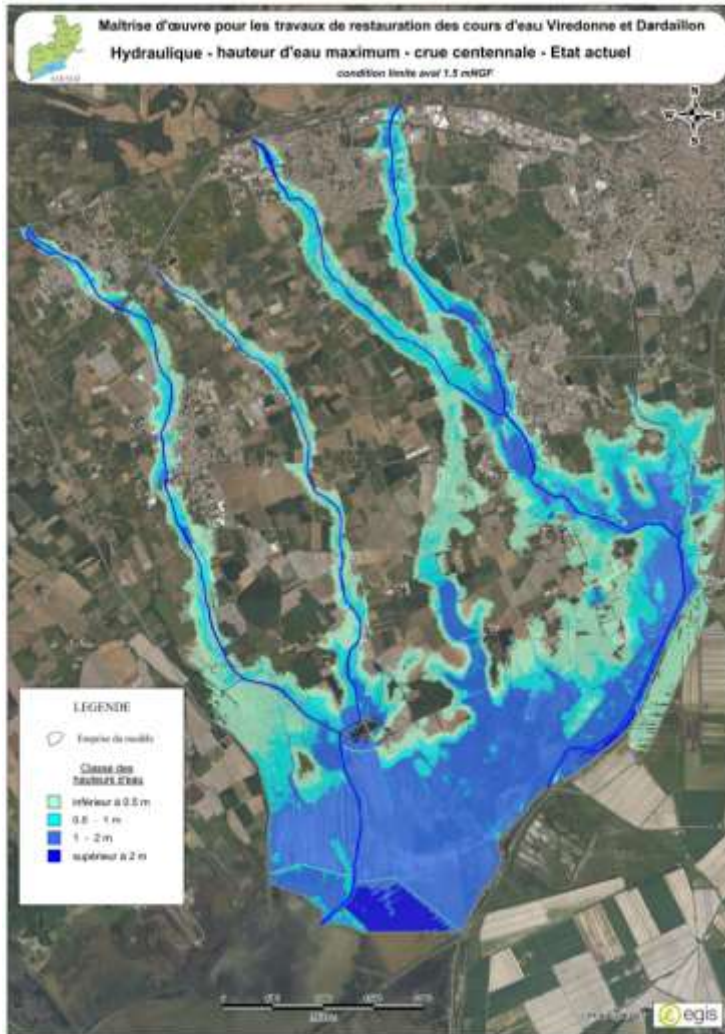 Maîtrise d'œuvre pour les travaux de restauration des cours d'eau Viredonne et Dardaillon
Hydraulique - hauteur d'eau maximum - crue centennale - Etat actuel
condition limite aval 1.5 mNGF
N
W E
S
LEGENDE
Emprise du modèle
Classe des
hauteurs d'eau
inférieur à 0.5 m
0.5 - 1 m
1 - 2 m
supérieur à 2 m
egis